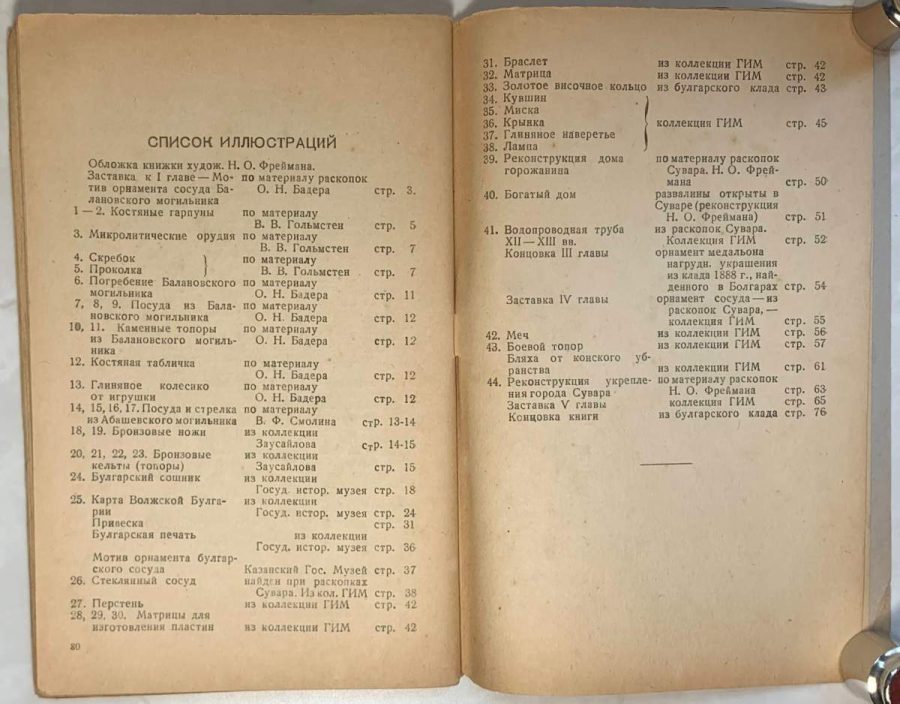 СПИСОК ИЛЛЮСТРАЦИЙ
Обложка книжки худож. Н. О. Фреймана.
Заставка к I главе — Мо- по материалу раскопок
тив орнамента сосуда Ба- О. Н. Бадера стр. 3.
лановского могильника
1 — 2. Костяные гарпуны по материалу
В. В. Гольмстен стр. 5
3. Микролитические орудия по материалу
В. В. Гольмстен стр. 7
4. Скребок } по материалу
5. Проколка } В. В. Гольмстен стр. 7
6. Погребение Балановского по материалу
могильника О. Н. Бадера стр. 11
7, 8, 9. Посуда из Бала- по материалу
новского могильника О. Н. Бадера стр. 12
10, 11. Каменные топоры по материалу
из Балановского могиль- О. Н. Бадера стр. 12
ника
12. Костяная табличка по материалу
О. Н. Бадера стр. 12
13. Глиняное колесико по материалу
от игрушки О. Н. Бадера стр. 12
14, 15, 16, 17. Посуда и стрелка по материалу
из Абашевского могильника В. Ф. Смолина стр. 13-14
18, 19. Бронзовые ножи из коллекции
Заусайлова стр. 14-15
20, 21, 22, 23. Бронзовые из коллекции
кельты (топоры) Заусайлова стр. 15
24. Булгарский сошник из коллекции
Госуд. истор. музея стр. 18
25. Карта Волжской Булга- из коллекции
рии Госуд. истор. музея стр. 24
Привеска стр. 31
Булгарская печать из коллекции
Госуд. истор. музея стр. 36
Мотив орнамента булгар-
ского сосуда Казанский Гос. Музей стр. 37
26. Стеклянный сосуд найден при раскопках
Сувара. Из кол. ГИМ стр. 38
27. Перстень из коллекции ГИМ стр. 42
28, 29, 30. Матрицы для
изготовления пластин из коллекции ГИМ стр. 42
80
31. Браслет из коллекции ГИМ стр. 42
32. Матрица из коллекции ГИМ стр. 42
33. Золотое височное кольцо из булгарского клада стр. 43
34. Кувшин
35. Миска
36. Крынка } коллекция ГИМ стр. 45
37. Глиняное наверетье
38. Лампа
39. Реконструкция дома по материалу раскопок
горожанина Сувара. Н. О. Фрей-
мана стр. 50
40. Богатый дом развалины открыты в
Суваре (реконструкция
Н. О. Фреймана) стр. 51
41. Водопроводная труба из раскопок Сувара.
XII—XIII вв. Коллекция ГИМ стр. 52
Концовка III главы орнамент медальона
нагрудн. украшения
из клада 1888 г., най-
денного в Болгарах стр. 54
Заставка IV главы орнамент сосуда — из
раскопок Сувара, —
коллекция ГИМ стр. 55
42. Меч из коллекции ГИМ стр. 56
43. Боевой топор из коллекции ГИМ стр. 57
Бляха от конского уб-
ранства из коллекции ГИМ стр. 61
44. Реконструкция укрепле- по материалу раскопок
ния города Сувара Н. О. Фреймана стр. 63
Заставка V главы коллекция ГИМ стр. 65
Концовка книги из булгарского клада стр. 76